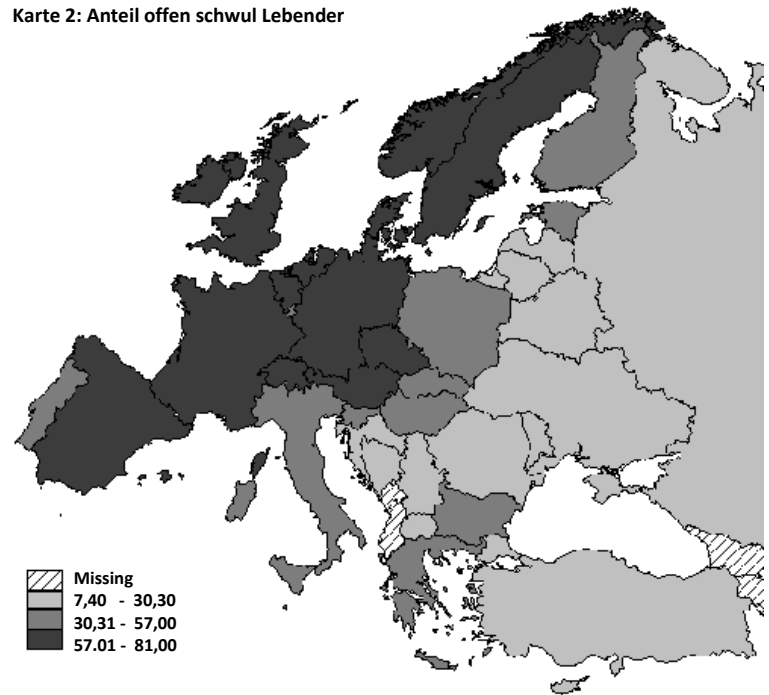 Karte 2: Anteil offen schwul Lebender
Missing
7,40 - 30,30
30,31 - 57,00
57.01 - 81,00